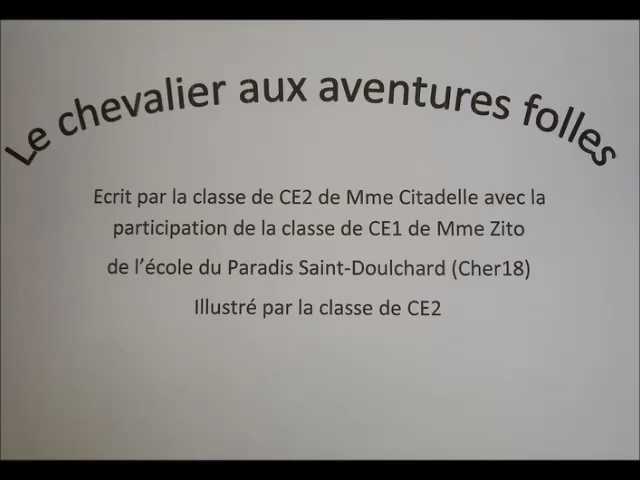 Le chevalier aux aventures folles
Ecrit par la classe de CE2 de Mme Citadelle avec la
participation de la classe de CE1 de Mme Zito
de l'école du Paradis Saint-Doulchard (Cher18)
Illustré par la classe de CE2